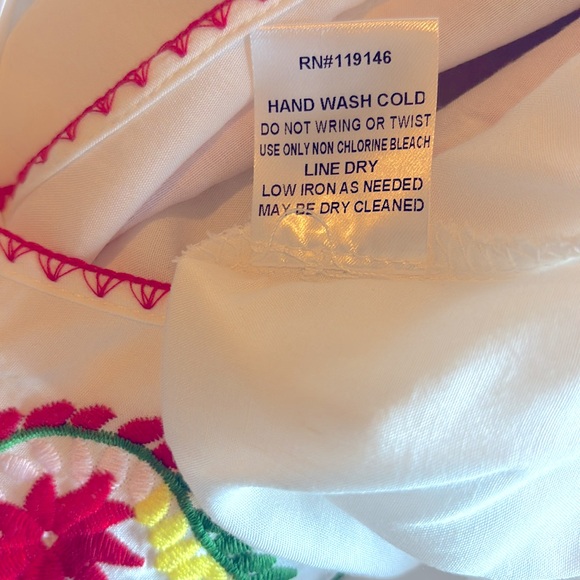 RN#119146
HAND WASH COLD
DO NOT WRING OR TWIST
USE ONLY NON CHLORINE BLEACH
LINE DRY
LOW IRON AS NEEDED
MAY BE DRY CLEANED